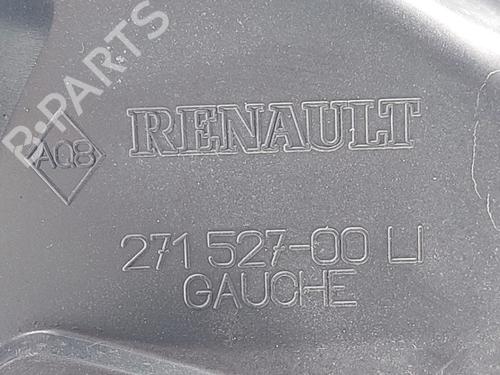 R-PARTS
RENAULT
AQ8
271 527-00 LI
GAUCHE